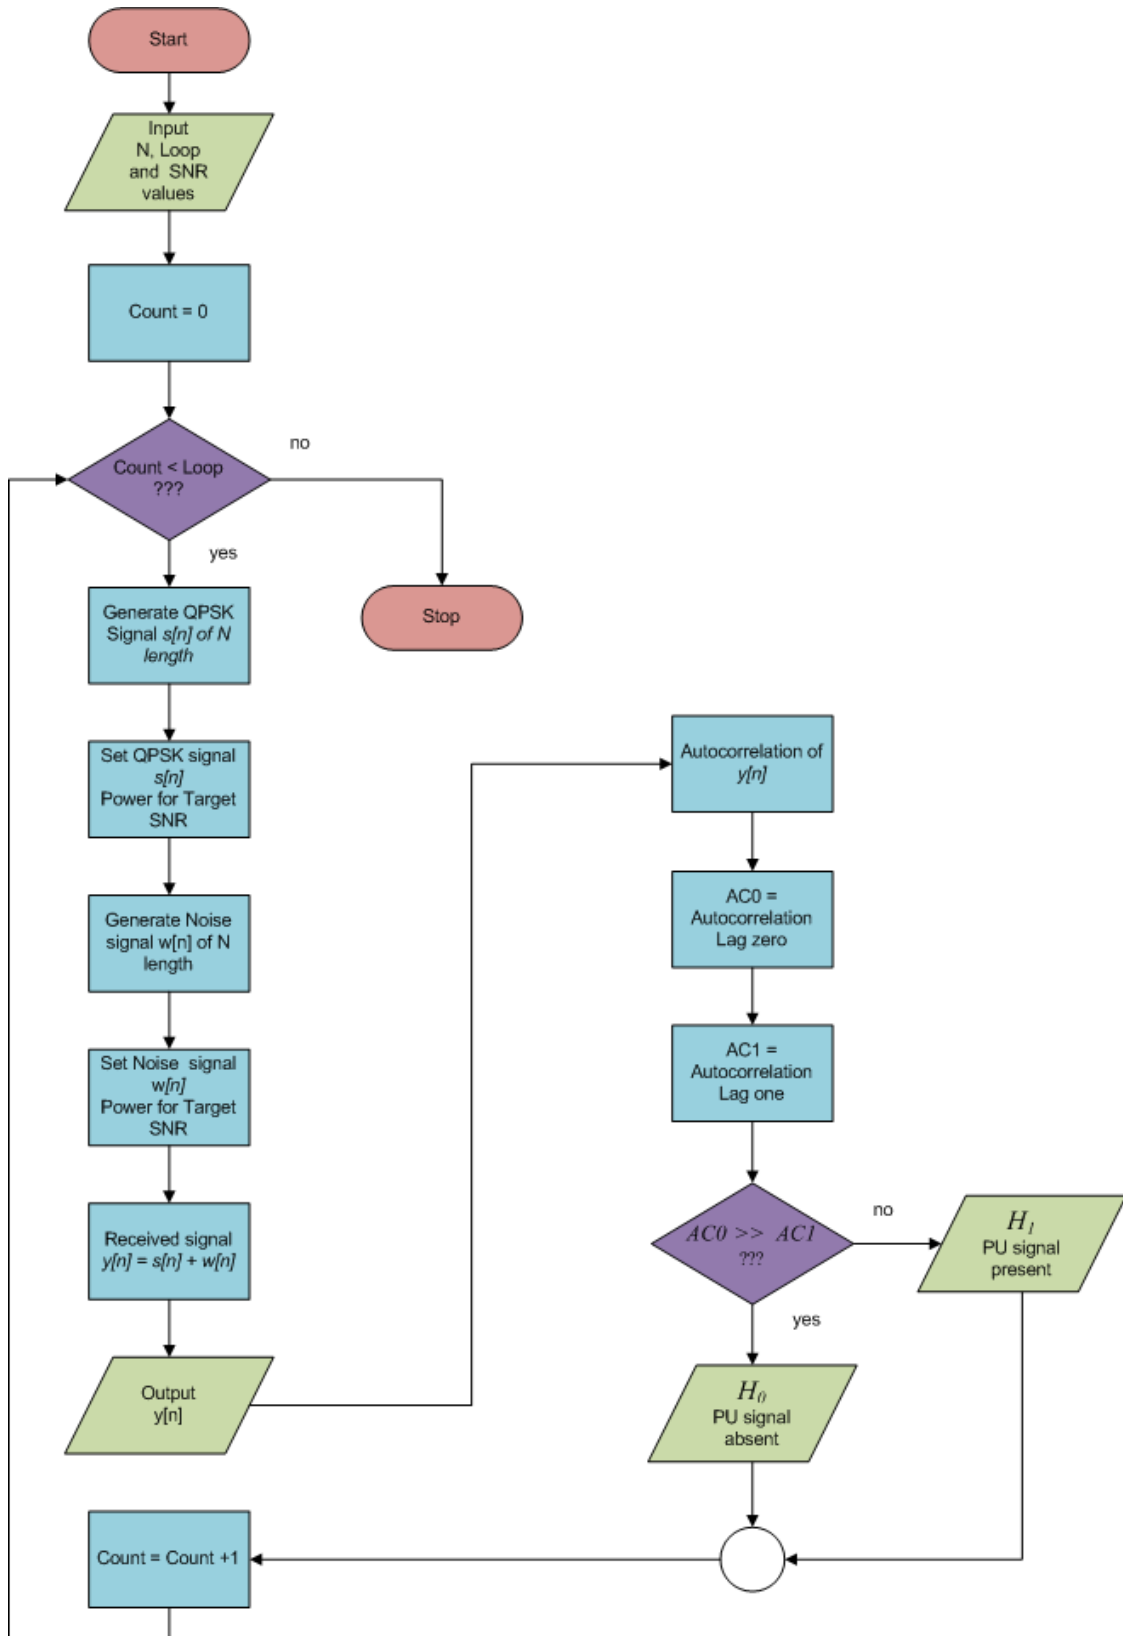 Start
Input
N, Loop
and SNR
values
Count = 0
Count < Loop
???
no
yes
Stop
Generate QPSK
Signal s[n] of N
length
Set QPSK signal
s[n]
Power for Target
SNR
Generate Noise
signal w[n] of N
length
Set Noise signal
w[n]
Power for Target
SNR
Received signal
y[n] = s[n] + w[n]
Output
y[n]
Autocorrelation of
y[n]
AC0 =
Autocorrelation
Lag zero
AC1 =
Autocorrelation
Lag one
AC0 >> AC1
???
no
H₁
PU signal
present
yes
H₀
PU signal
absent
Count = Count +1